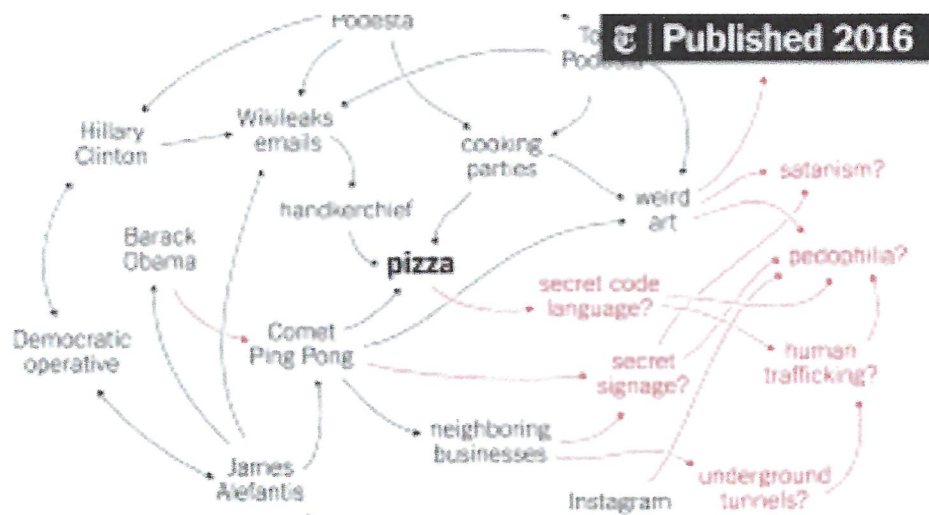 Podesta
𝕿 | Published 2016
Podesta
Hillary
Clinton
Wikileaks
emails
cooking
parties
satanism?
handkerchief
weird
art
Barack
Obama
pizza
pedophilia?
secret code
language?
Democratic
operative
Comet
Ping Pong
secret
signage?
human
trafficking?
neighboring
businesses
James
Alefantis
Instagram
underground
tunnels?